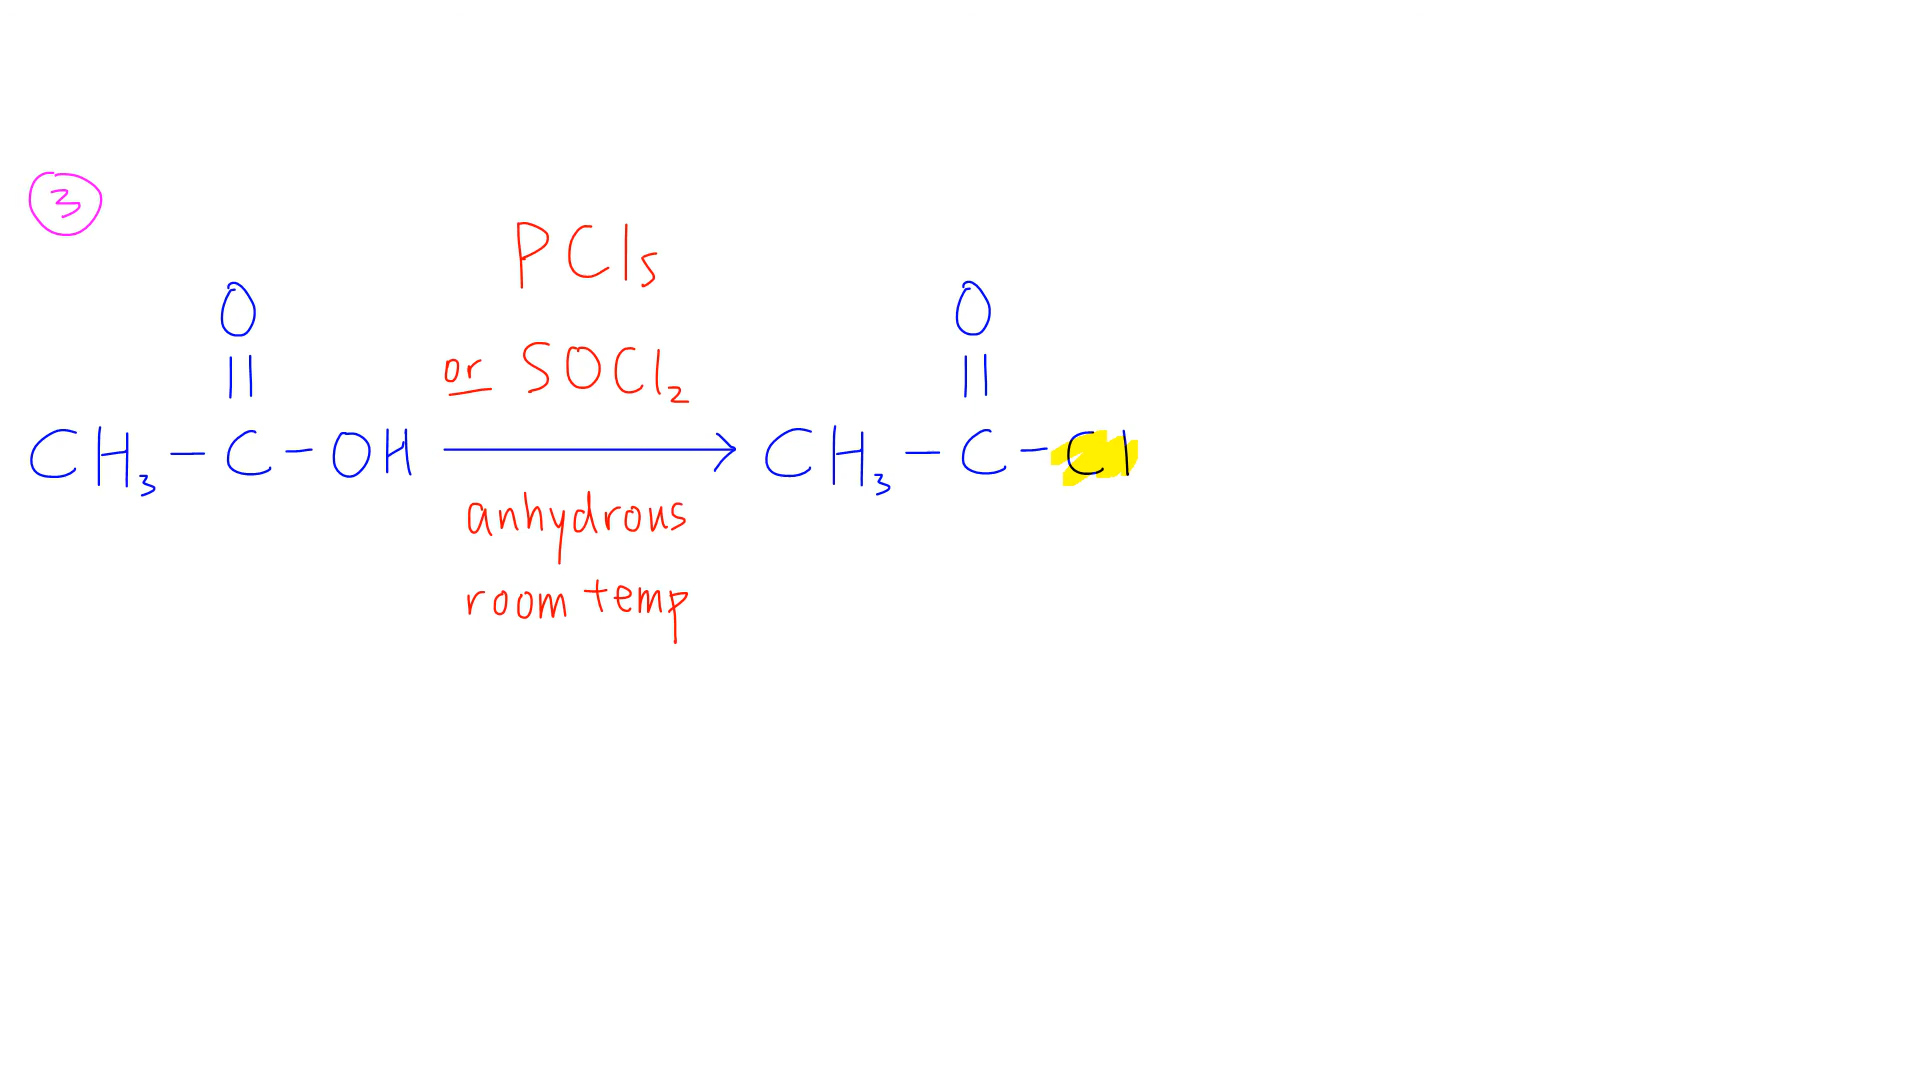 3
PCl₅
O O
|| ||
or SOCl₂
CH₃ – C – OH → CH₃ – C – Cl
anhydrous
room temp